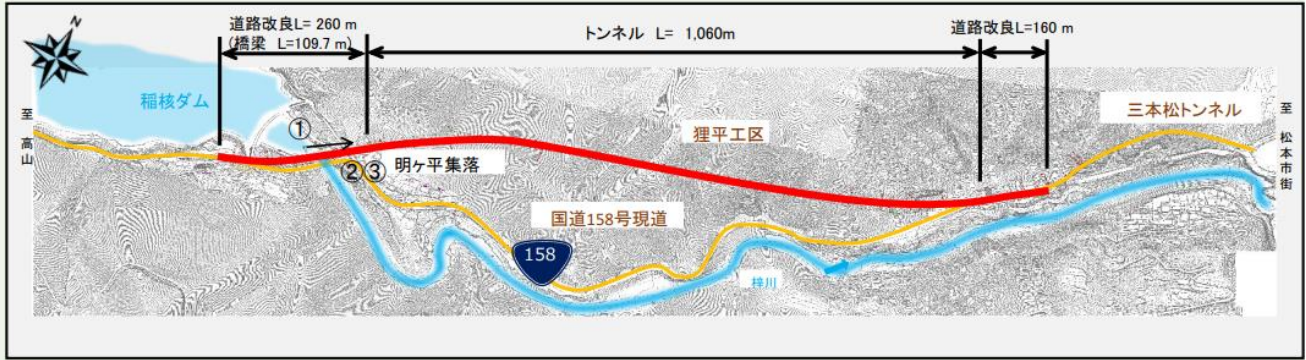 N
道路改良L= 260 m
(橋梁 L=109.7 m)
トンネル L= 1,060m
道路改良L=160 m
稲核ダム
三本松トンネル
至 高山
至 松本市街
①
狸平工区
②③
明ヶ平集落
国道158号現道
158
梓川